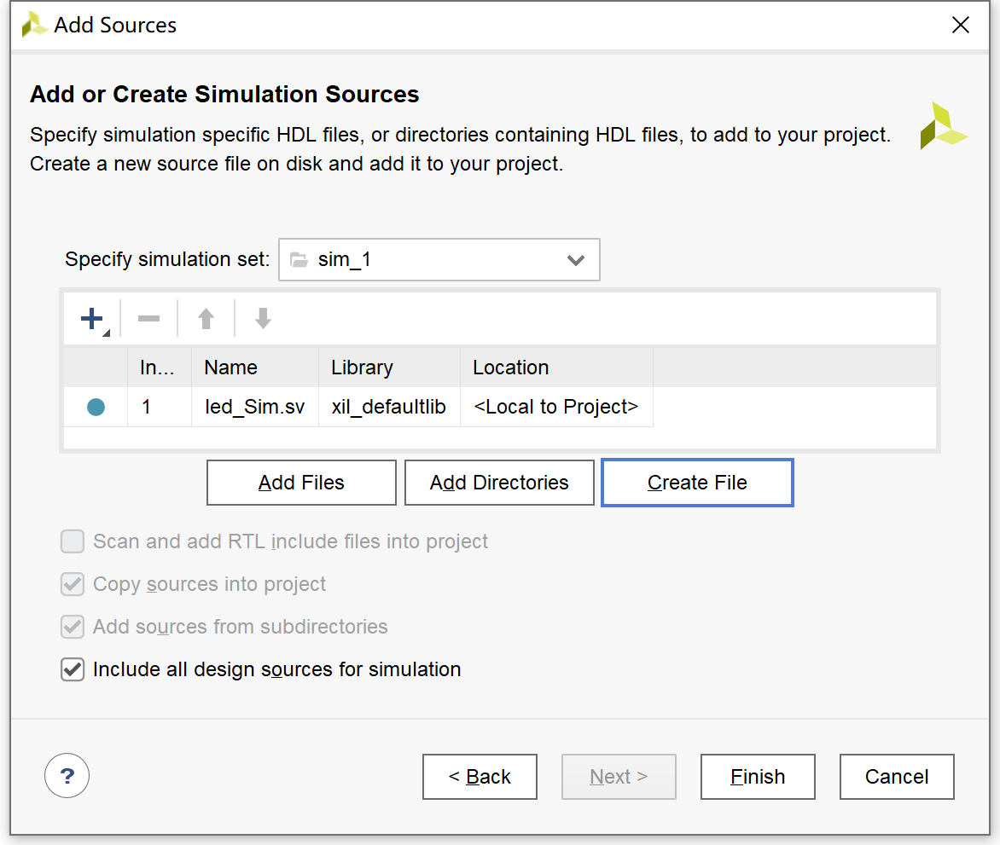 Add Sources
Add or Create Simulation Sources
Specify simulation specific HDL files, or directories containing HDL files, to add to your project.
Create a new source file on disk and add it to your project.
Specify simulation set: sim_1
In... Name Library Location
1 led_Sim.sv xil_defaultlib <Local to Project>
Add Files Add Directories Create File
Scan and add RTL include files into project
Copy sources into project
Add sources from subdirectories
Include all design sources for simulation
? < Back Next > Finish Cancel